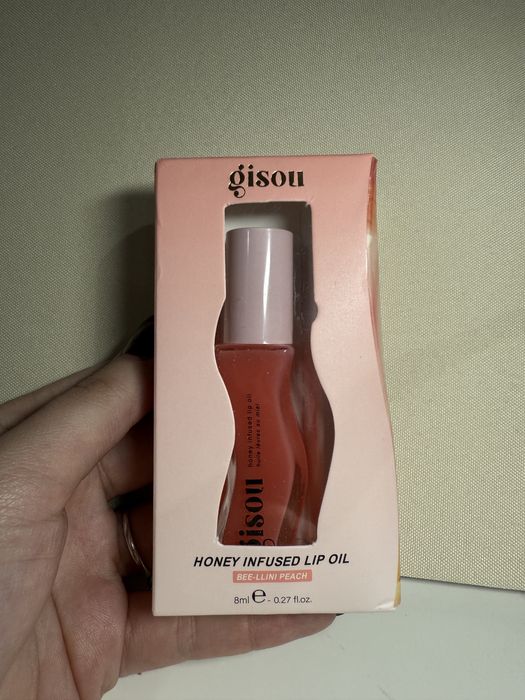 gisou
honey infused lip oil
huile lèvres au miel
gisou
HONEY INFUSED LIP OIL
BEE-LLINI PEACH
8ml ℮ - 0.27 fl.oz.